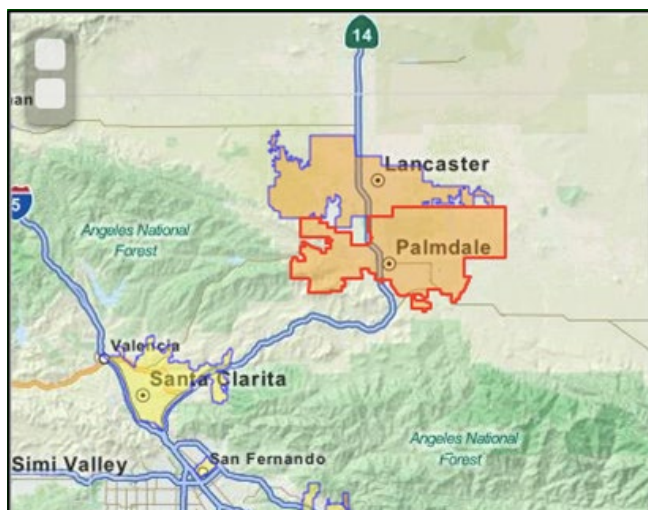 14
Lancaster
Palmdale
5
Angeles National
Forest
Valencia
Santa Clarita
Angeles National
Forest
San Fernando
Simi Valley